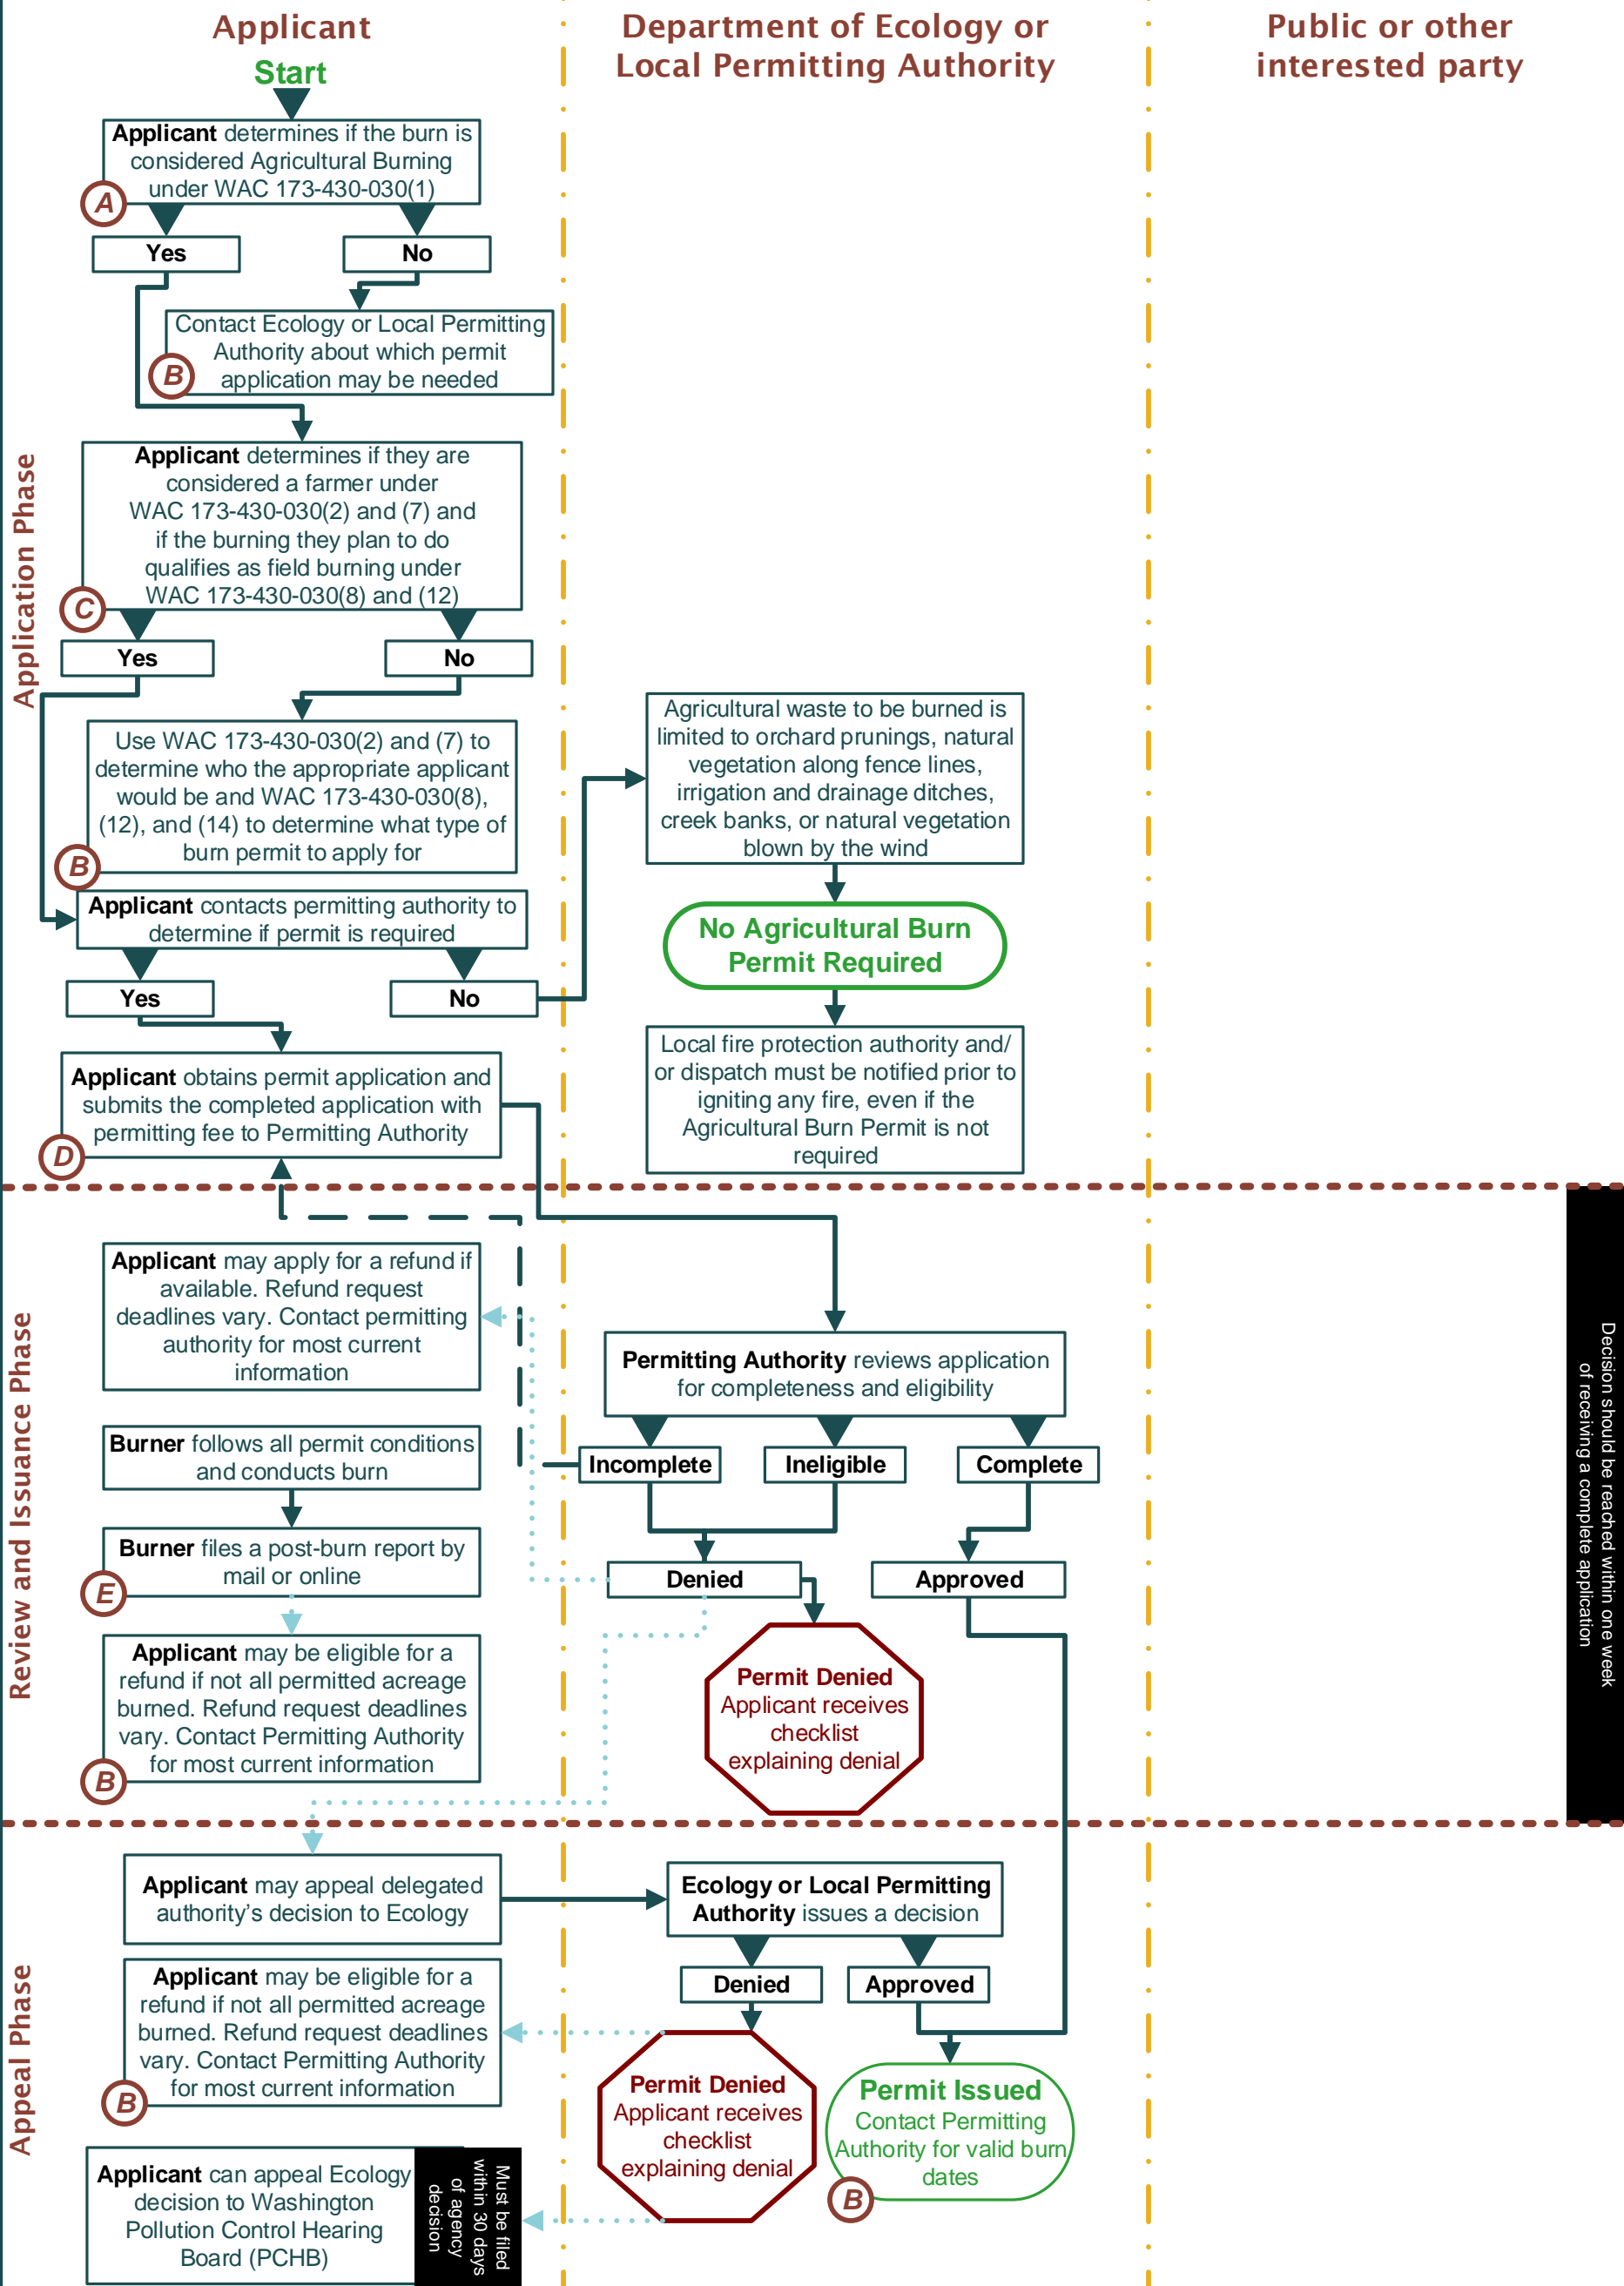 Applicant
Department of Ecology or
Local Permitting Authority
Public or other
interested party
Start
Application Phase
Applicant determines if the burn is
considered Agricultural Burning
under WAC 173-430-030(1)
A
Yes
No
Contact Ecology or Local Permitting
Authority about which permit
application may be needed
B
Applicant determines if they are
considered a farmer under
WAC 173-430-030(2) and (7) and
if the burning they plan to do
qualifies as field burning under
WAC 173-430-030(8) and (12)
C
Yes
No
Use WAC 173-430-030(2) and (7) to
determine who the appropriate applicant
would be and WAC 173-430-030(8),
(12), and (14) to determine what type of
burn permit to apply for
B
Applicant contacts permitting authority to
determine if permit is required
Yes
No
Agricultural waste to be burned is
limited to orchard prunings, natural
vegetation along fence lines,
irrigation and drainage ditches,
creek banks, or natural vegetation
blown by the wind
No Agricultural Burn
Permit Required
Local fire protection authority and/
or dispatch must be notified prior to
igniting any fire, even if the
Agricultural Burn Permit is not
required
Applicant obtains permit application and
submits the completed application with
permitting fee to Permitting Authority
D
Review and Issuance Phase
Applicant may apply for a refund if
available. Refund request
deadlines vary. Contact permitting
authority for most current
information
Permitting Authority reviews application
for completeness and eligibility
Incomplete
Ineligible
Complete
Denied
Approved
Permit Denied
Applicant receives
checklist
explaining denial
Burner follows all permit conditions
and conducts burn
Burner files a post-burn report by
mail or online
E
Applicant may be eligible for a
refund if not all permitted acreage
burned. Refund request deadlines
vary. Contact Permitting Authority
for most current information
B
Decision should be reached within one week
of receiving a complete application
Appeal Phase
Applicant may appeal delegated
authority's decision to Ecology
Ecology or Local Permitting
Authority issues a decision
Denied
Approved
Applicant may be eligible for a
refund if not all permitted acreage
burned. Refund request deadlines
vary. Contact Permitting Authority
for most current information
B
Permit Denied
Applicant receives
checklist
explaining denial
Permit Issued
Contact Permitting
Authority for valid burn
dates
B
Applicant can appeal Ecology
decision to Washington
Pollution Control Hearing
Board (PCHB)
Must be filed
within 30 days
of agency
decision